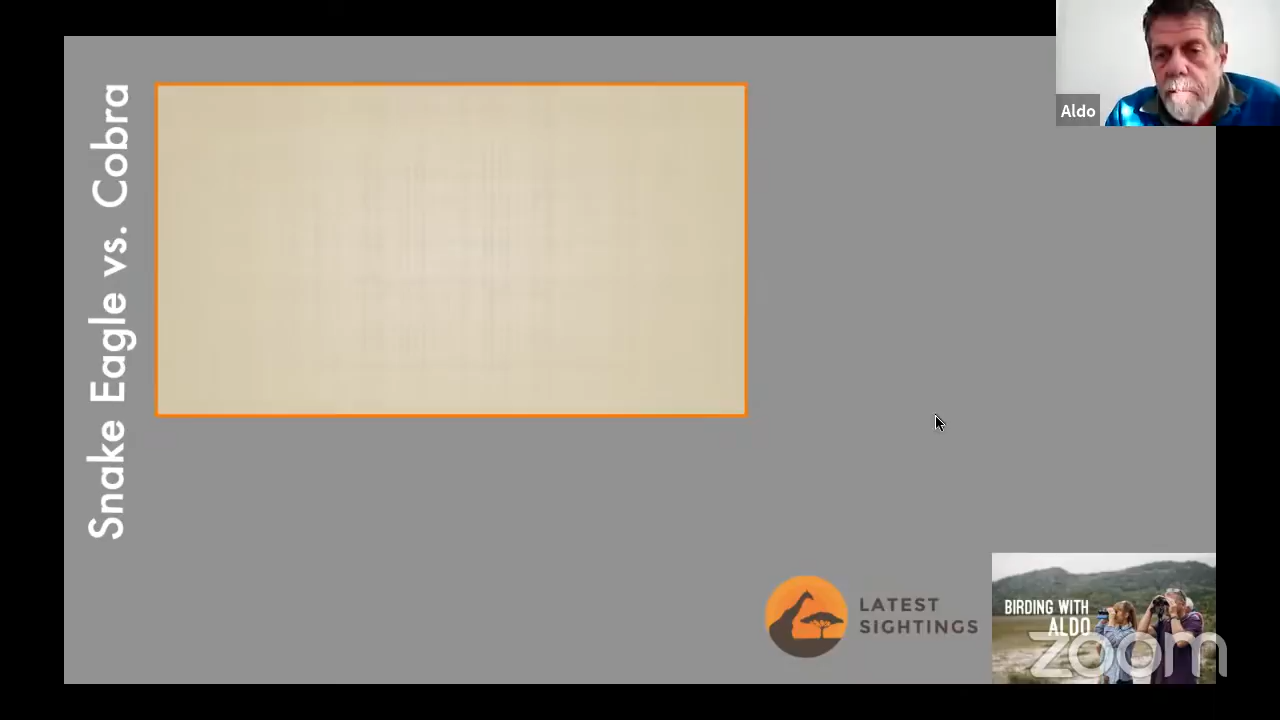 Aldo
Snake Eagle vs. Cobra
LATEST
SIGHTINGS
BIRDING WITH
ALDO
zoom